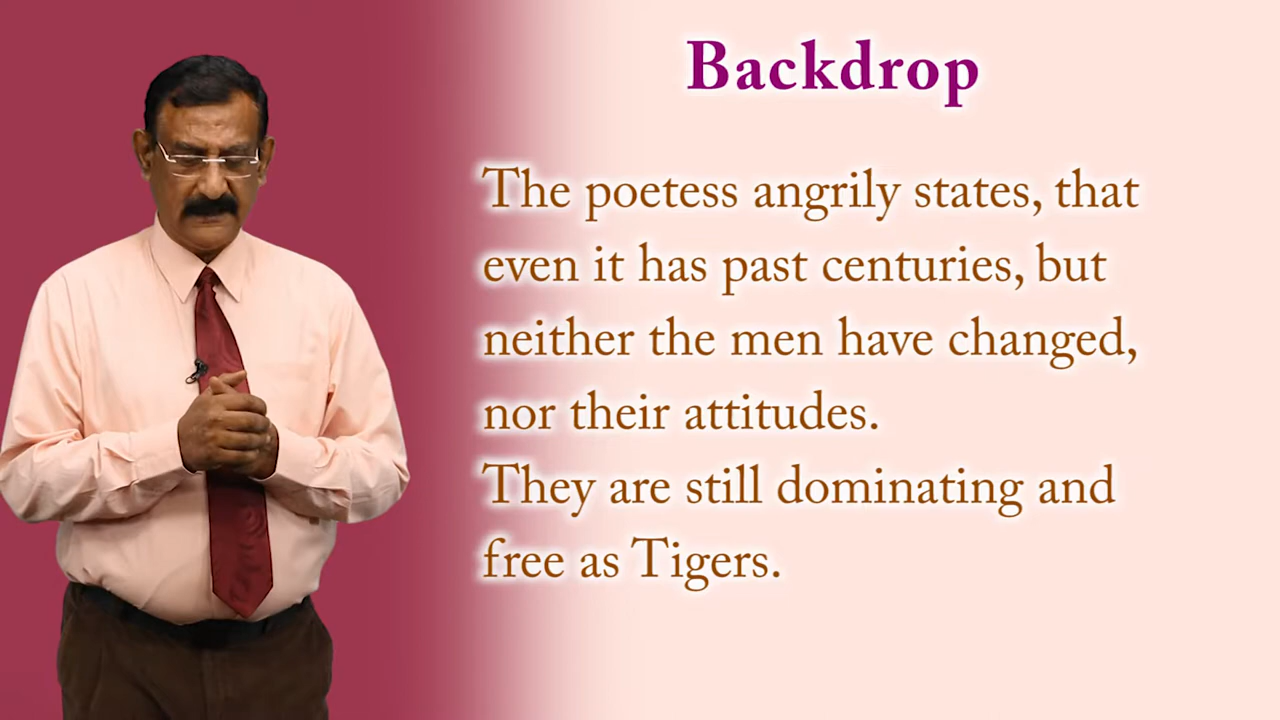 Backdrop
The poetess angrily states, that
even it has past centuries, but
neither the men have changed,
nor their attitudes.
They are still dominating and
free as Tigers.